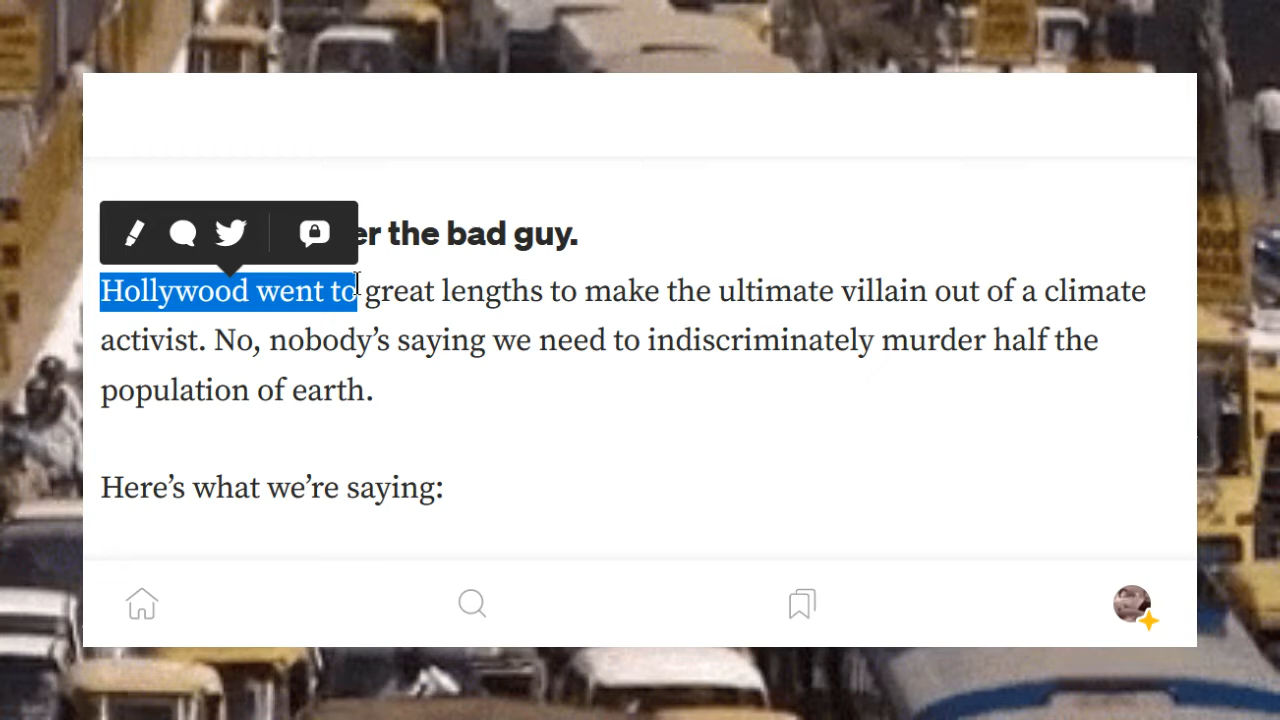 er the bad guy.
Hollywood went to great lengths to make the ultimate villain out of a climate
activist. No, nobody’s saying we need to indiscriminately murder half the
population of earth.
Here’s what we’re saying: